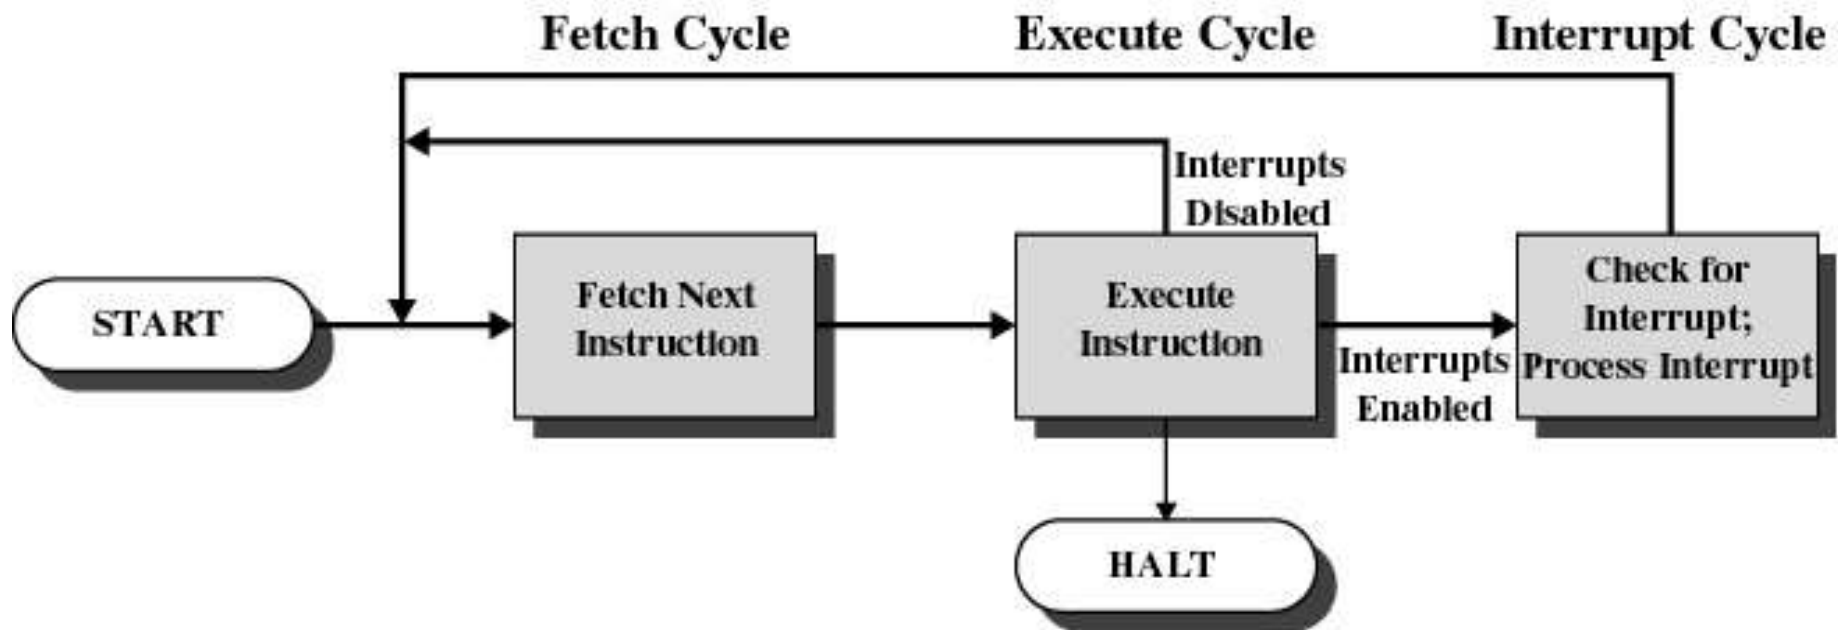 Fetch Cycle
Execute Cycle
Interrupt Cycle
Interrupts
Disabled
START
Fetch Next
Instruction
Execute
Instruction
Interrupts
Enabled
Check for
Interrupt;
Process Interrupt
HALT